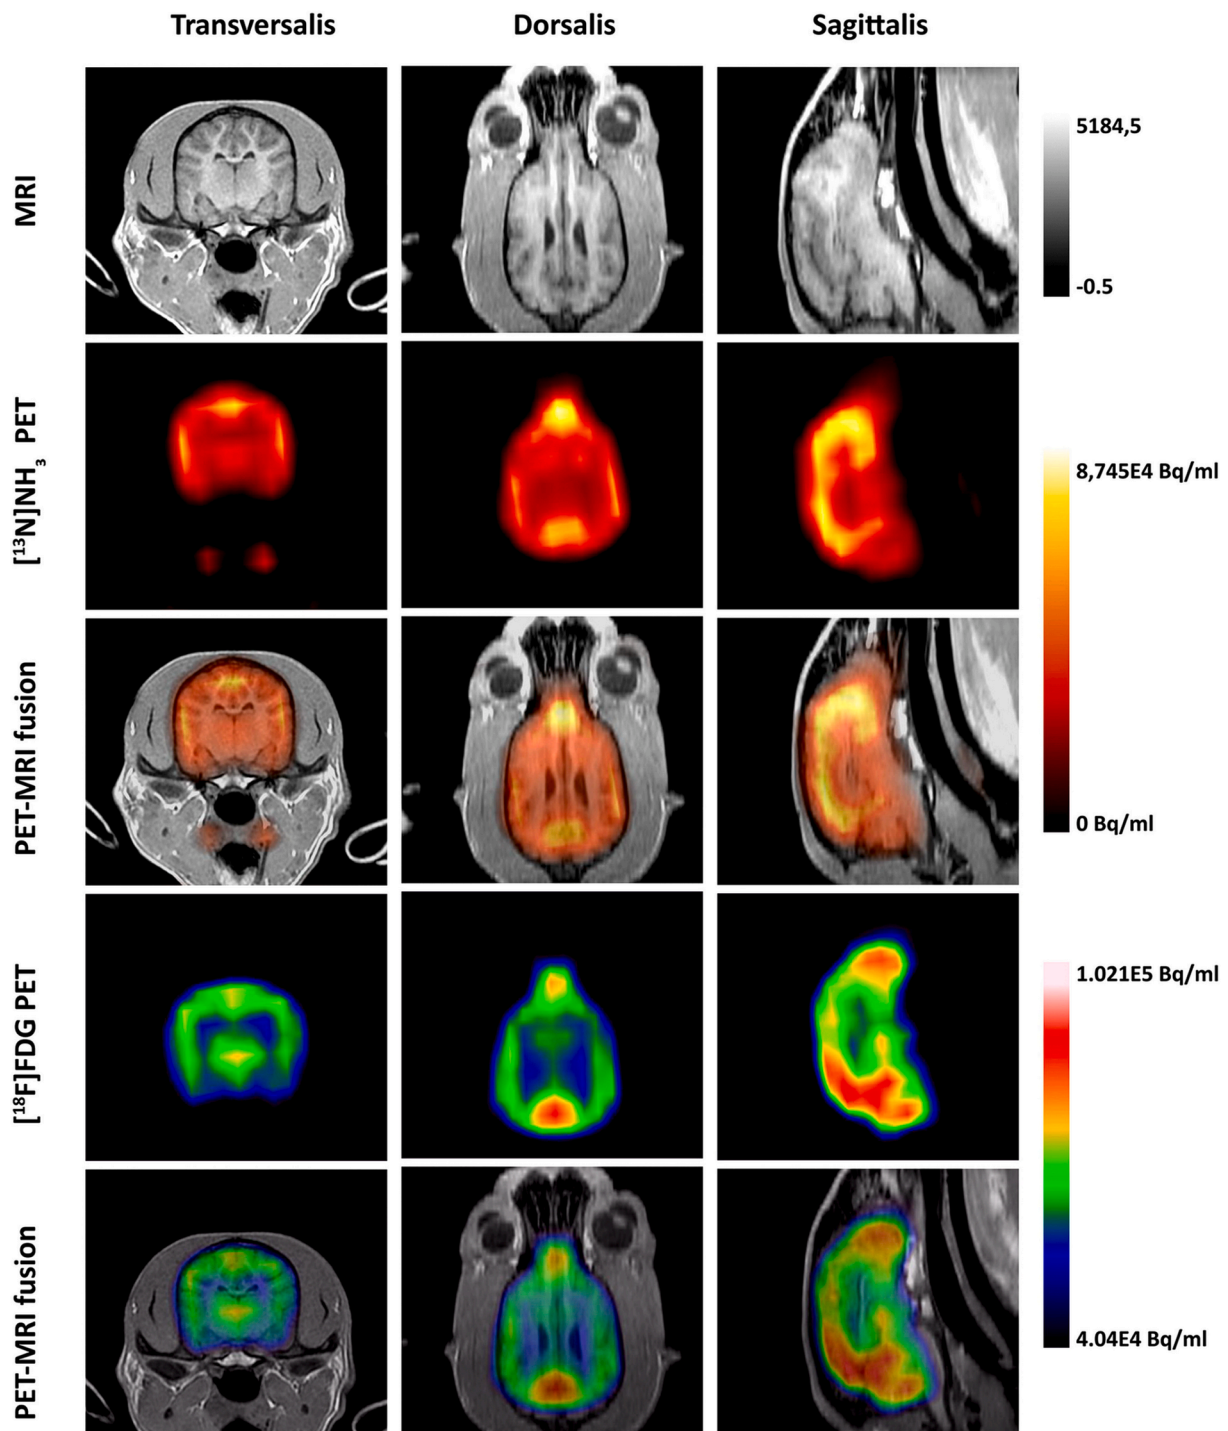 Transversalis
Dorsalis
Sagittalis
MRI
5184,5
-0.5
[¹³N]NH₃ PET
8,745E4 Bq/ml
PET-MRI fusion
0 Bq/ml
[¹⁸F]FDG PET
1.021E5 Bq/ml
PET-MRI fusion
4.04E4 Bq/ml